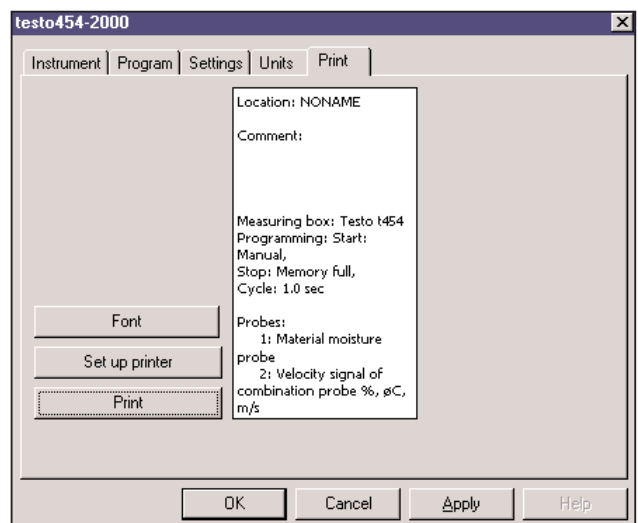 testo454-2000
Instrument Program Settings Units Print
Location: NONAME
Comment:
Measuring box: Testo t454
Programming: Start:
Manual,
Stop: Memory full,
Cycle: 1.0 sec
Probes:
1: Material moisture
probe
2: Velocity signal of
combination probe %, øC,
m/s
Font
Set up printer
Print
OK Cancel Apply Help